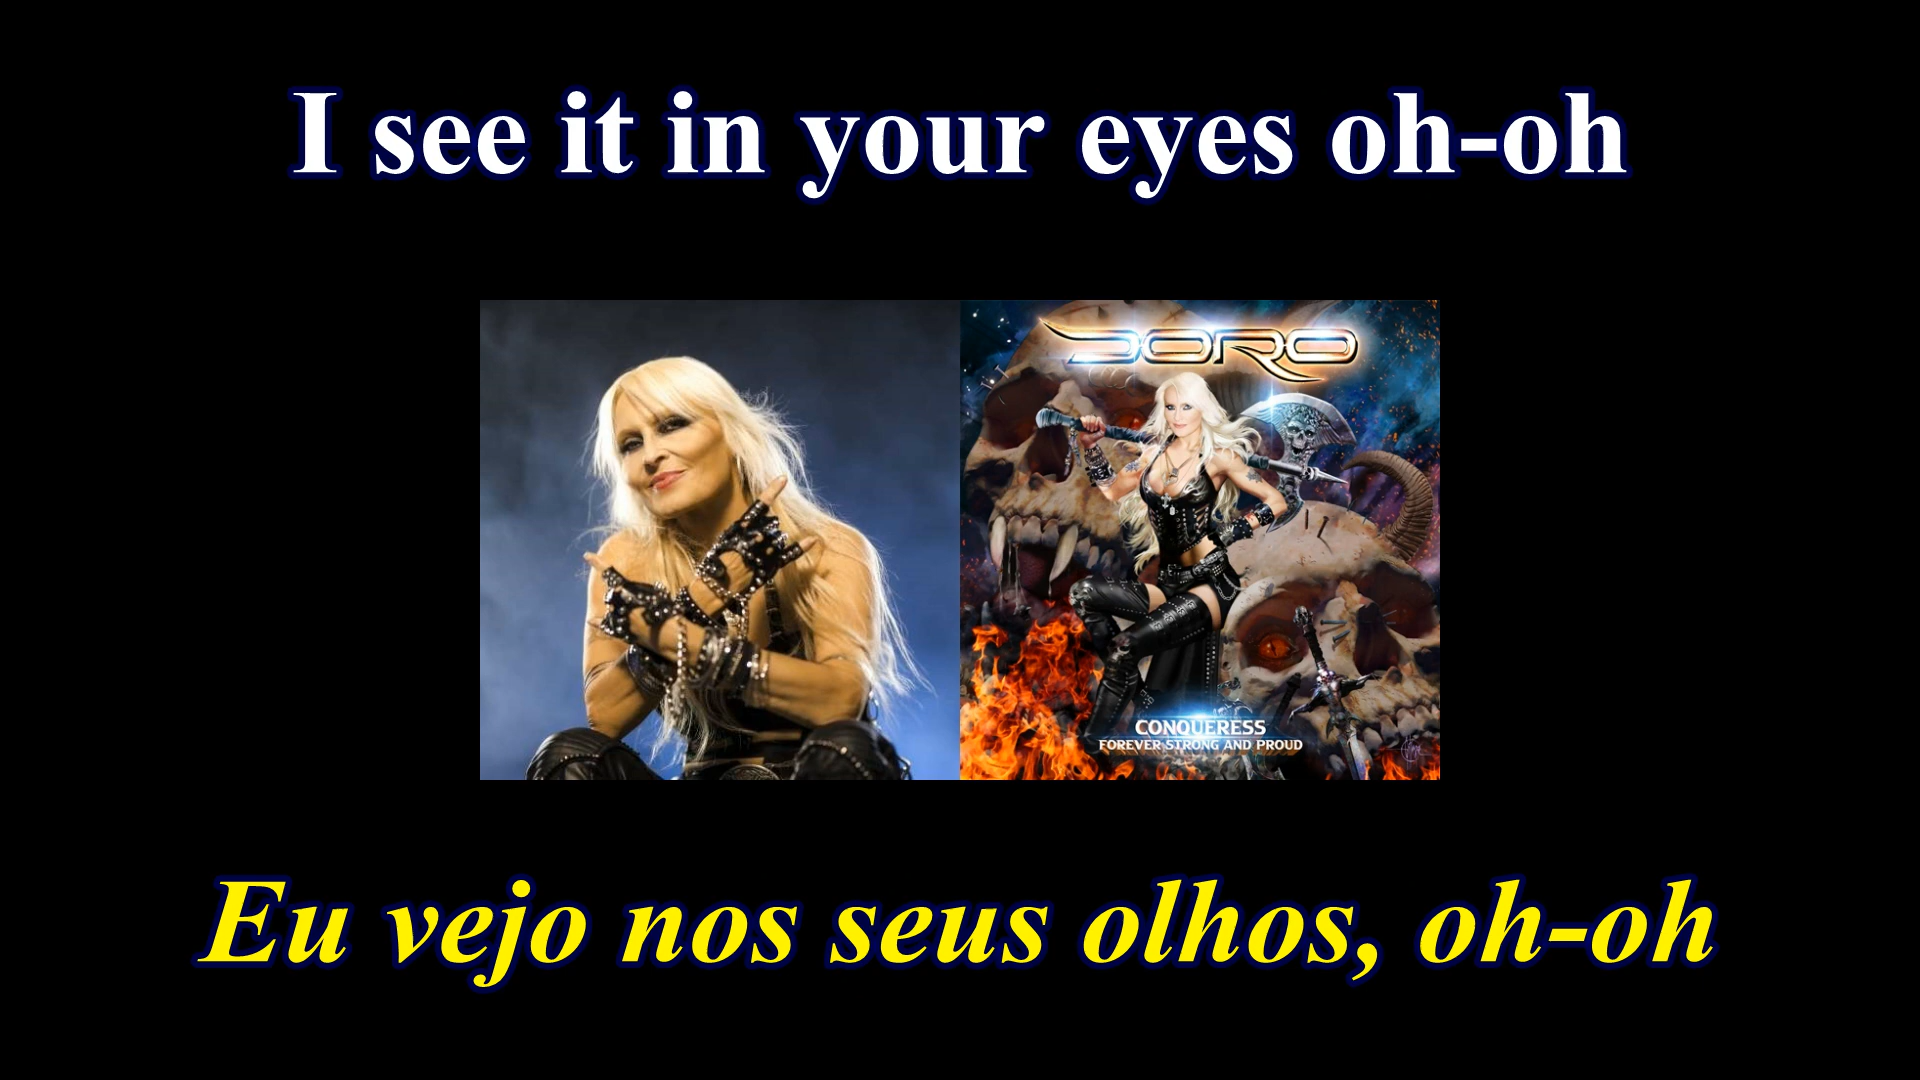 I see it in your eyes oh-oh
DORO
CONQUERESS
FOREVER STRONG AND PROUD
Eu vejo nos seus olhos, oh-oh